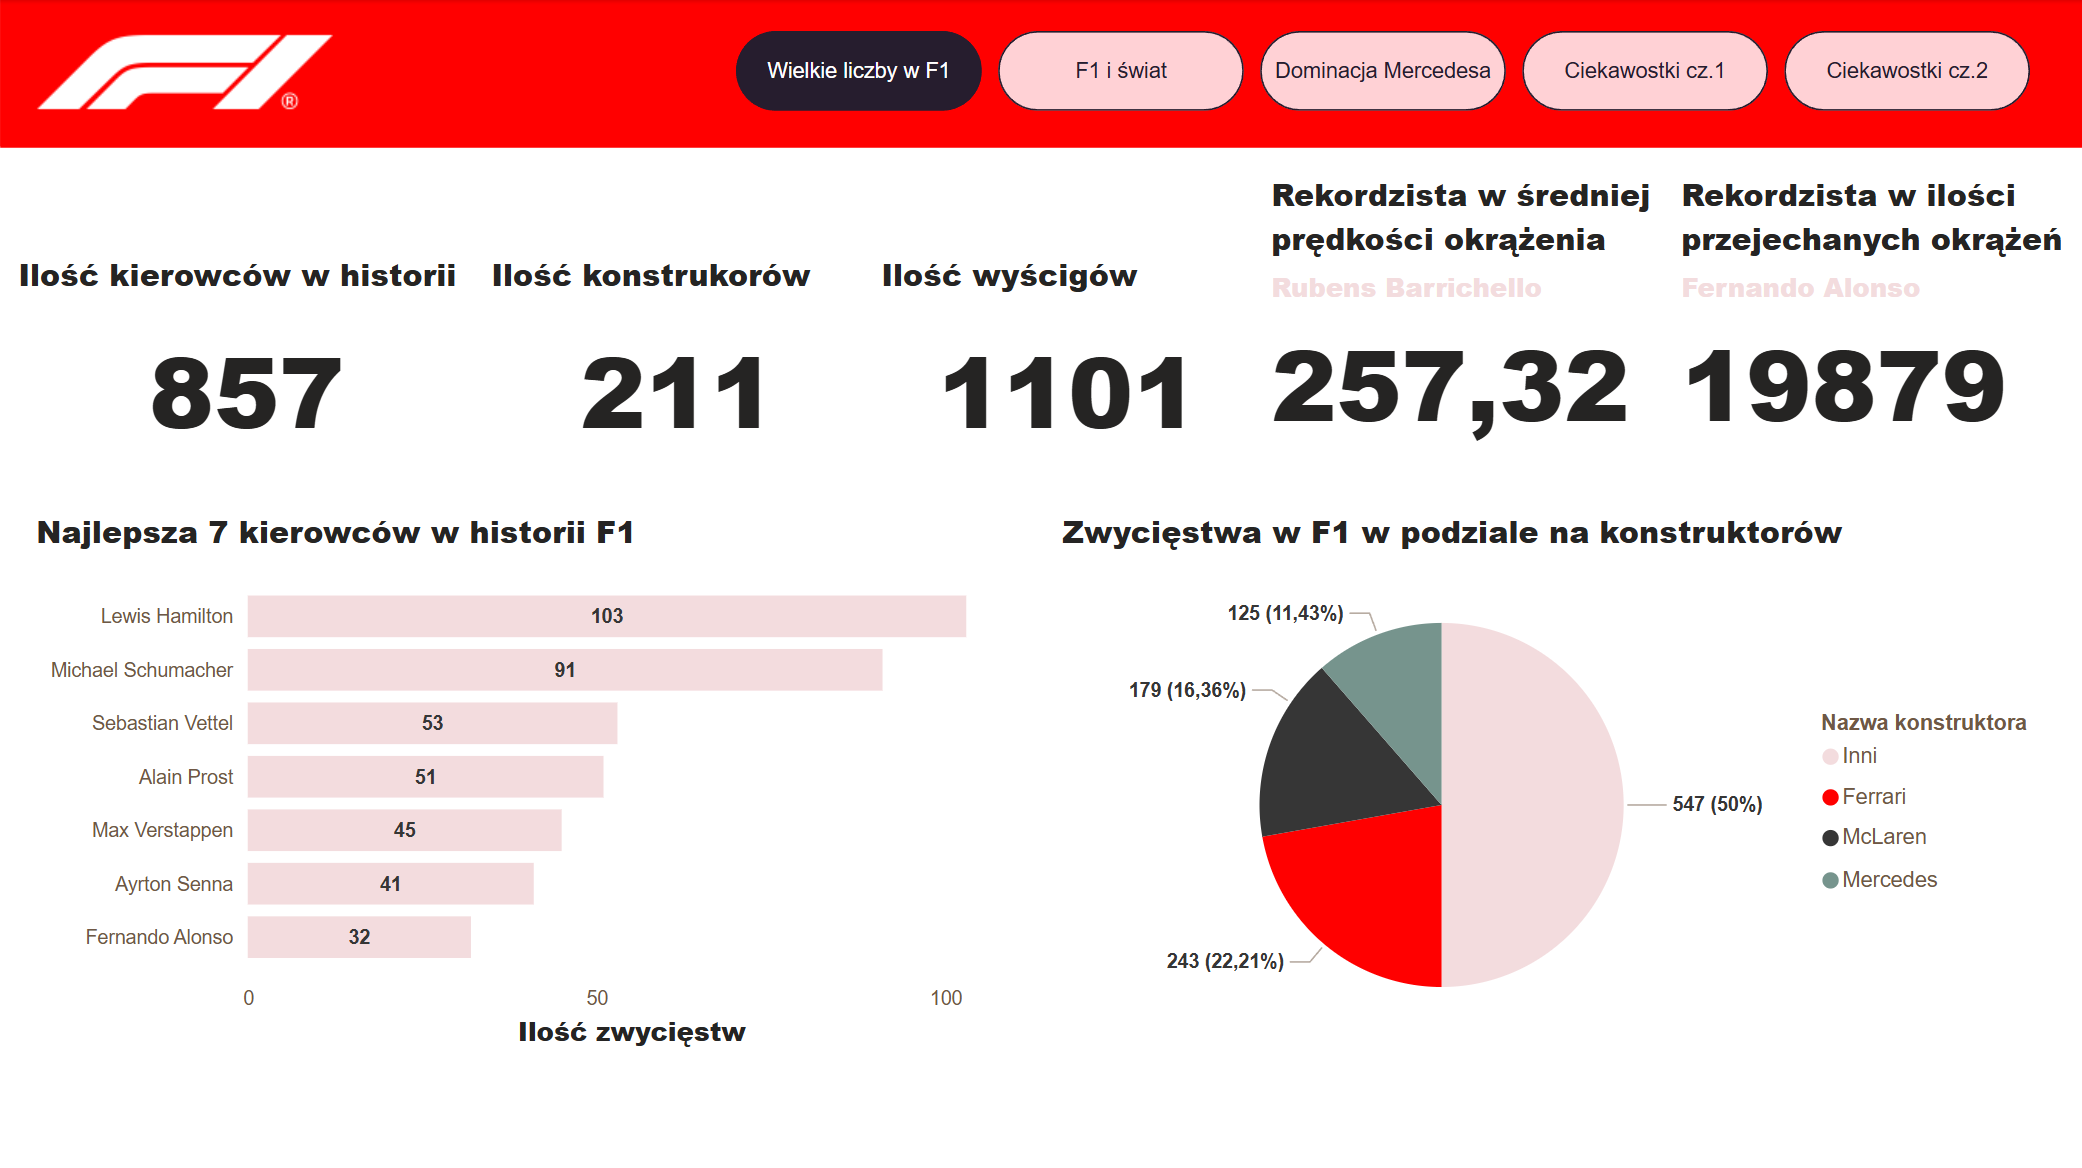 F1®
Wielkie liczby w F1
F1 i świat
Dominacja Mercedesa
Ciekawostki cz.1
Ciekawostki cz.2
Ilość kierowców w historii
857
Ilość konstrukorów
211
Ilość wyścigów
1101
Rekordzista w średniej
prędkości okrążenia
Rubens Barrichello
257,32
Rekordzista w ilości
przejechanych okrążeń
Fernando Alonso
19879
Najlepsza 7 kierowców w historii F1
Lewis Hamilton 103
Michael Schumacher 91
Sebastian Vettel 53
Alain Prost 51
Max Verstappen 45
Ayrton Senna 41
Fernando Alonso 32
0 50 100
Ilość zwycięstw
Zwycięstwa w F1 w podziale na konstruktorów
125 (11,43%)
179 (16,36%)
547 (50%)
243 (22,21%)
Nazwa konstruktora
Inni
Ferrari
McLaren
Mercedes